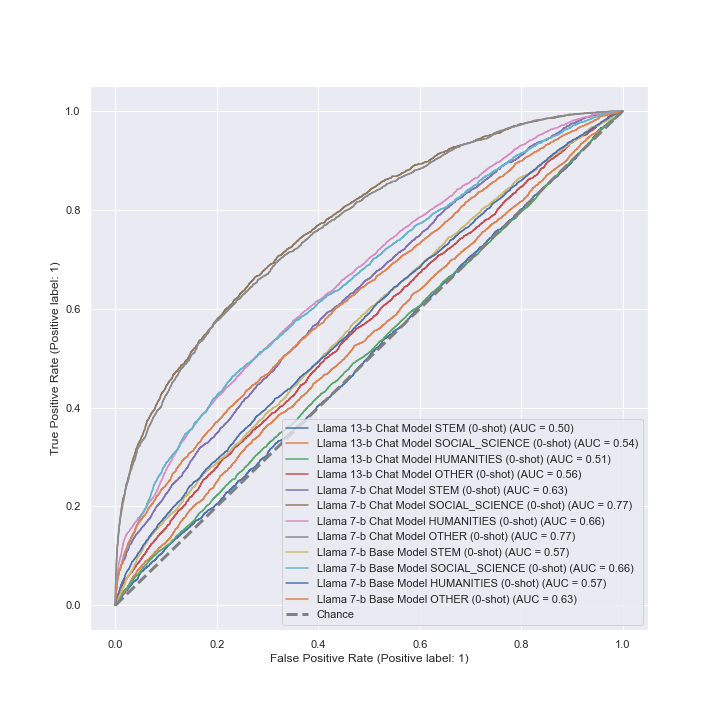 1.0
0.8
0.6
0.4
0.2
0.0
True Positive Rate (Positive label: 1)
Llama 13-b Chat Model STEM (0-shot) (AUC = 0.50)
Llama 13-b Chat Model SOCIAL_SCIENCE (0-shot) (AUC = 0.54)
Llama 13-b Chat Model HUMANITIES (0-shot) (AUC = 0.51)
Llama 13-b Chat Model OTHER (0-shot) (AUC = 0.56)
Llama 7-b Chat Model STEM (0-shot) (AUC = 0.63)
Llama 7-b Chat Model SOCIAL_SCIENCE (0-shot) (AUC = 0.77)
Llama 7-b Chat Model HUMANITIES (0-shot) (AUC = 0.66)
Llama 7-b Chat Model OTHER (0-shot) (AUC = 0.77)
Llama 7-b Base Model STEM (0-shot) (AUC = 0.57)
Llama 7-b Base Model SOCIAL_SCIENCE (0-shot) (AUC = 0.66)
Llama 7-b Base Model HUMANITIES (0-shot) (AUC = 0.57)
Llama 7-b Base Model OTHER (0-shot) (AUC = 0.63)
Chance
0.0 0.2 0.4 0.6 0.8 1.0
False Positive Rate (Positive label: 1)